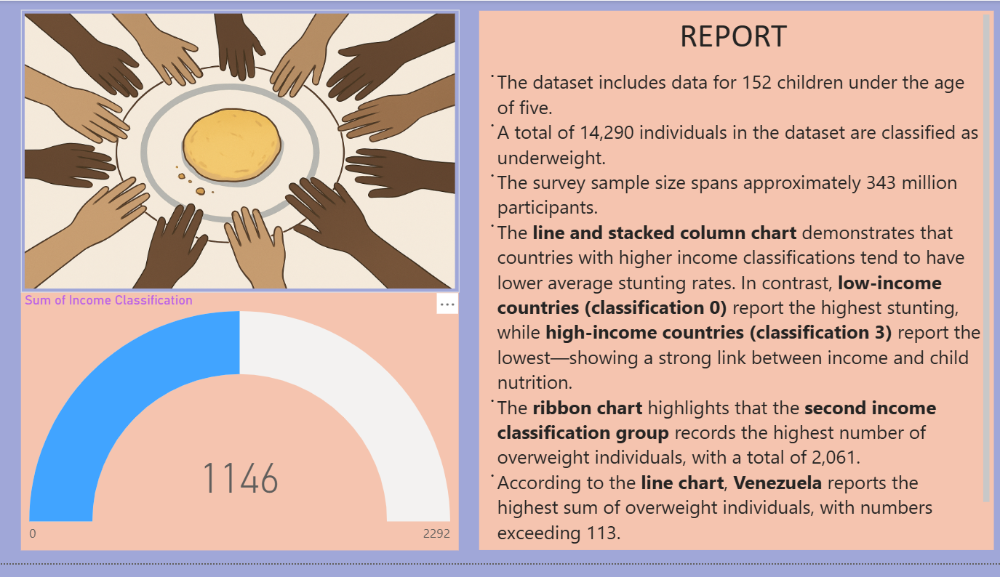 Sum of Income Classification
...
1146
0
2292
REPORT
· The dataset includes data for 152 children under the age
of five.
· A total of 14,290 individuals in the dataset are classified as
underweight.
· The survey sample size spans approximately 343 million
participants.
· The line and stacked column chart demonstrates that
countries with higher income classifications tend to have
lower average stunting rates. In contrast, low-income
countries (classification 0) report the highest stunting,
while high-income countries (classification 3) report the
lowest—showing a strong link between income and child
nutrition.
· The ribbon chart highlights that the second income
classification group records the highest number of
overweight individuals, with a total of 2,061.
· According to the line chart, Venezuela reports the
highest sum of overweight individuals, with numbers
exceeding 113.